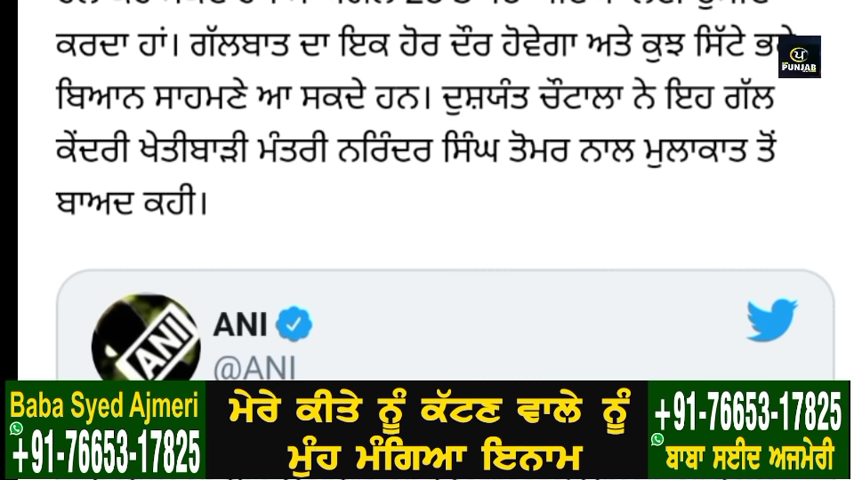 ਕਰਦਾ ਹਾਂ। ਗੱਲਬਾਤ ਦਾ ਇਕ ਹੋਰ ਦੌਰ ਹੋਵੇਗਾ ਅਤੇ ਕੁਝ ਸਿੱਟੇ
PUNJAB
ਬਿਆਨ ਸਾਹਮਣੇ ਆ ਸਕਦੇ ਹਨ। ਦੁਸ਼ਯੰਤ ਚੌਟਾਲਾ ਨੇ ਇਹ ਗੱਲ
ਕੇਂਦਰੀ ਖੇਤੀਬਾੜੀ ਮੰਤਰੀ ਨਰਿੰਦਰ ਸਿੰਘ ਤੋਮਰ ਨਾਲ ਮੁਲਾਕਾਤ ਤੋਂ
ਬਾਅਦ ਕਹੀ।
ANI
ANI
@ANI
Baba Syed Ajmeri
+91-76653-17825
ਮੇਰੇ ਕੀਤੇ ਨੂੰ ਕੱਟਣ ਵਾਲੇ ਨੂੰ
ਮੂੰਹ ਮੰਗਿਆ ਇਨਾਮ
+91-76653-17825
ਬਾਬਾ ਸਈਦ ਅਜਮੇਰੀ